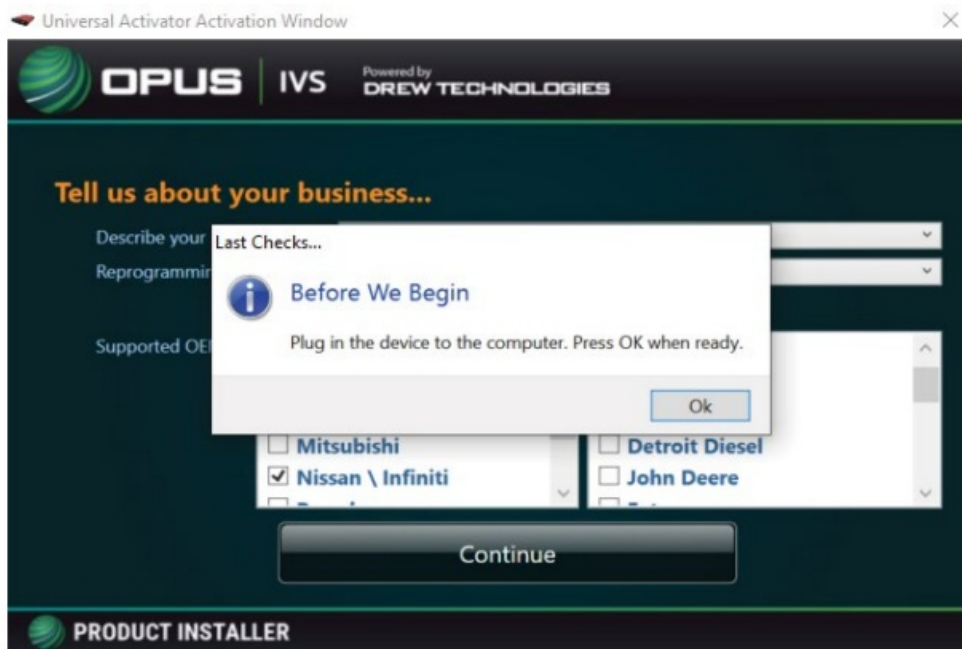 Universal Activator Activation Window
OPUS IVS Powered by DREW TECHNOLOGIES
Tell us about your business...
Describe your
Last Checks...
Reprogrammin
Before We Begin
Supported OE
Plug in the device to the computer. Press OK when ready.
Ok
Mitsubishi
Detroit Diesel
Nissan \ Infiniti
John Deere
Continue
PRODUCT INSTALLER